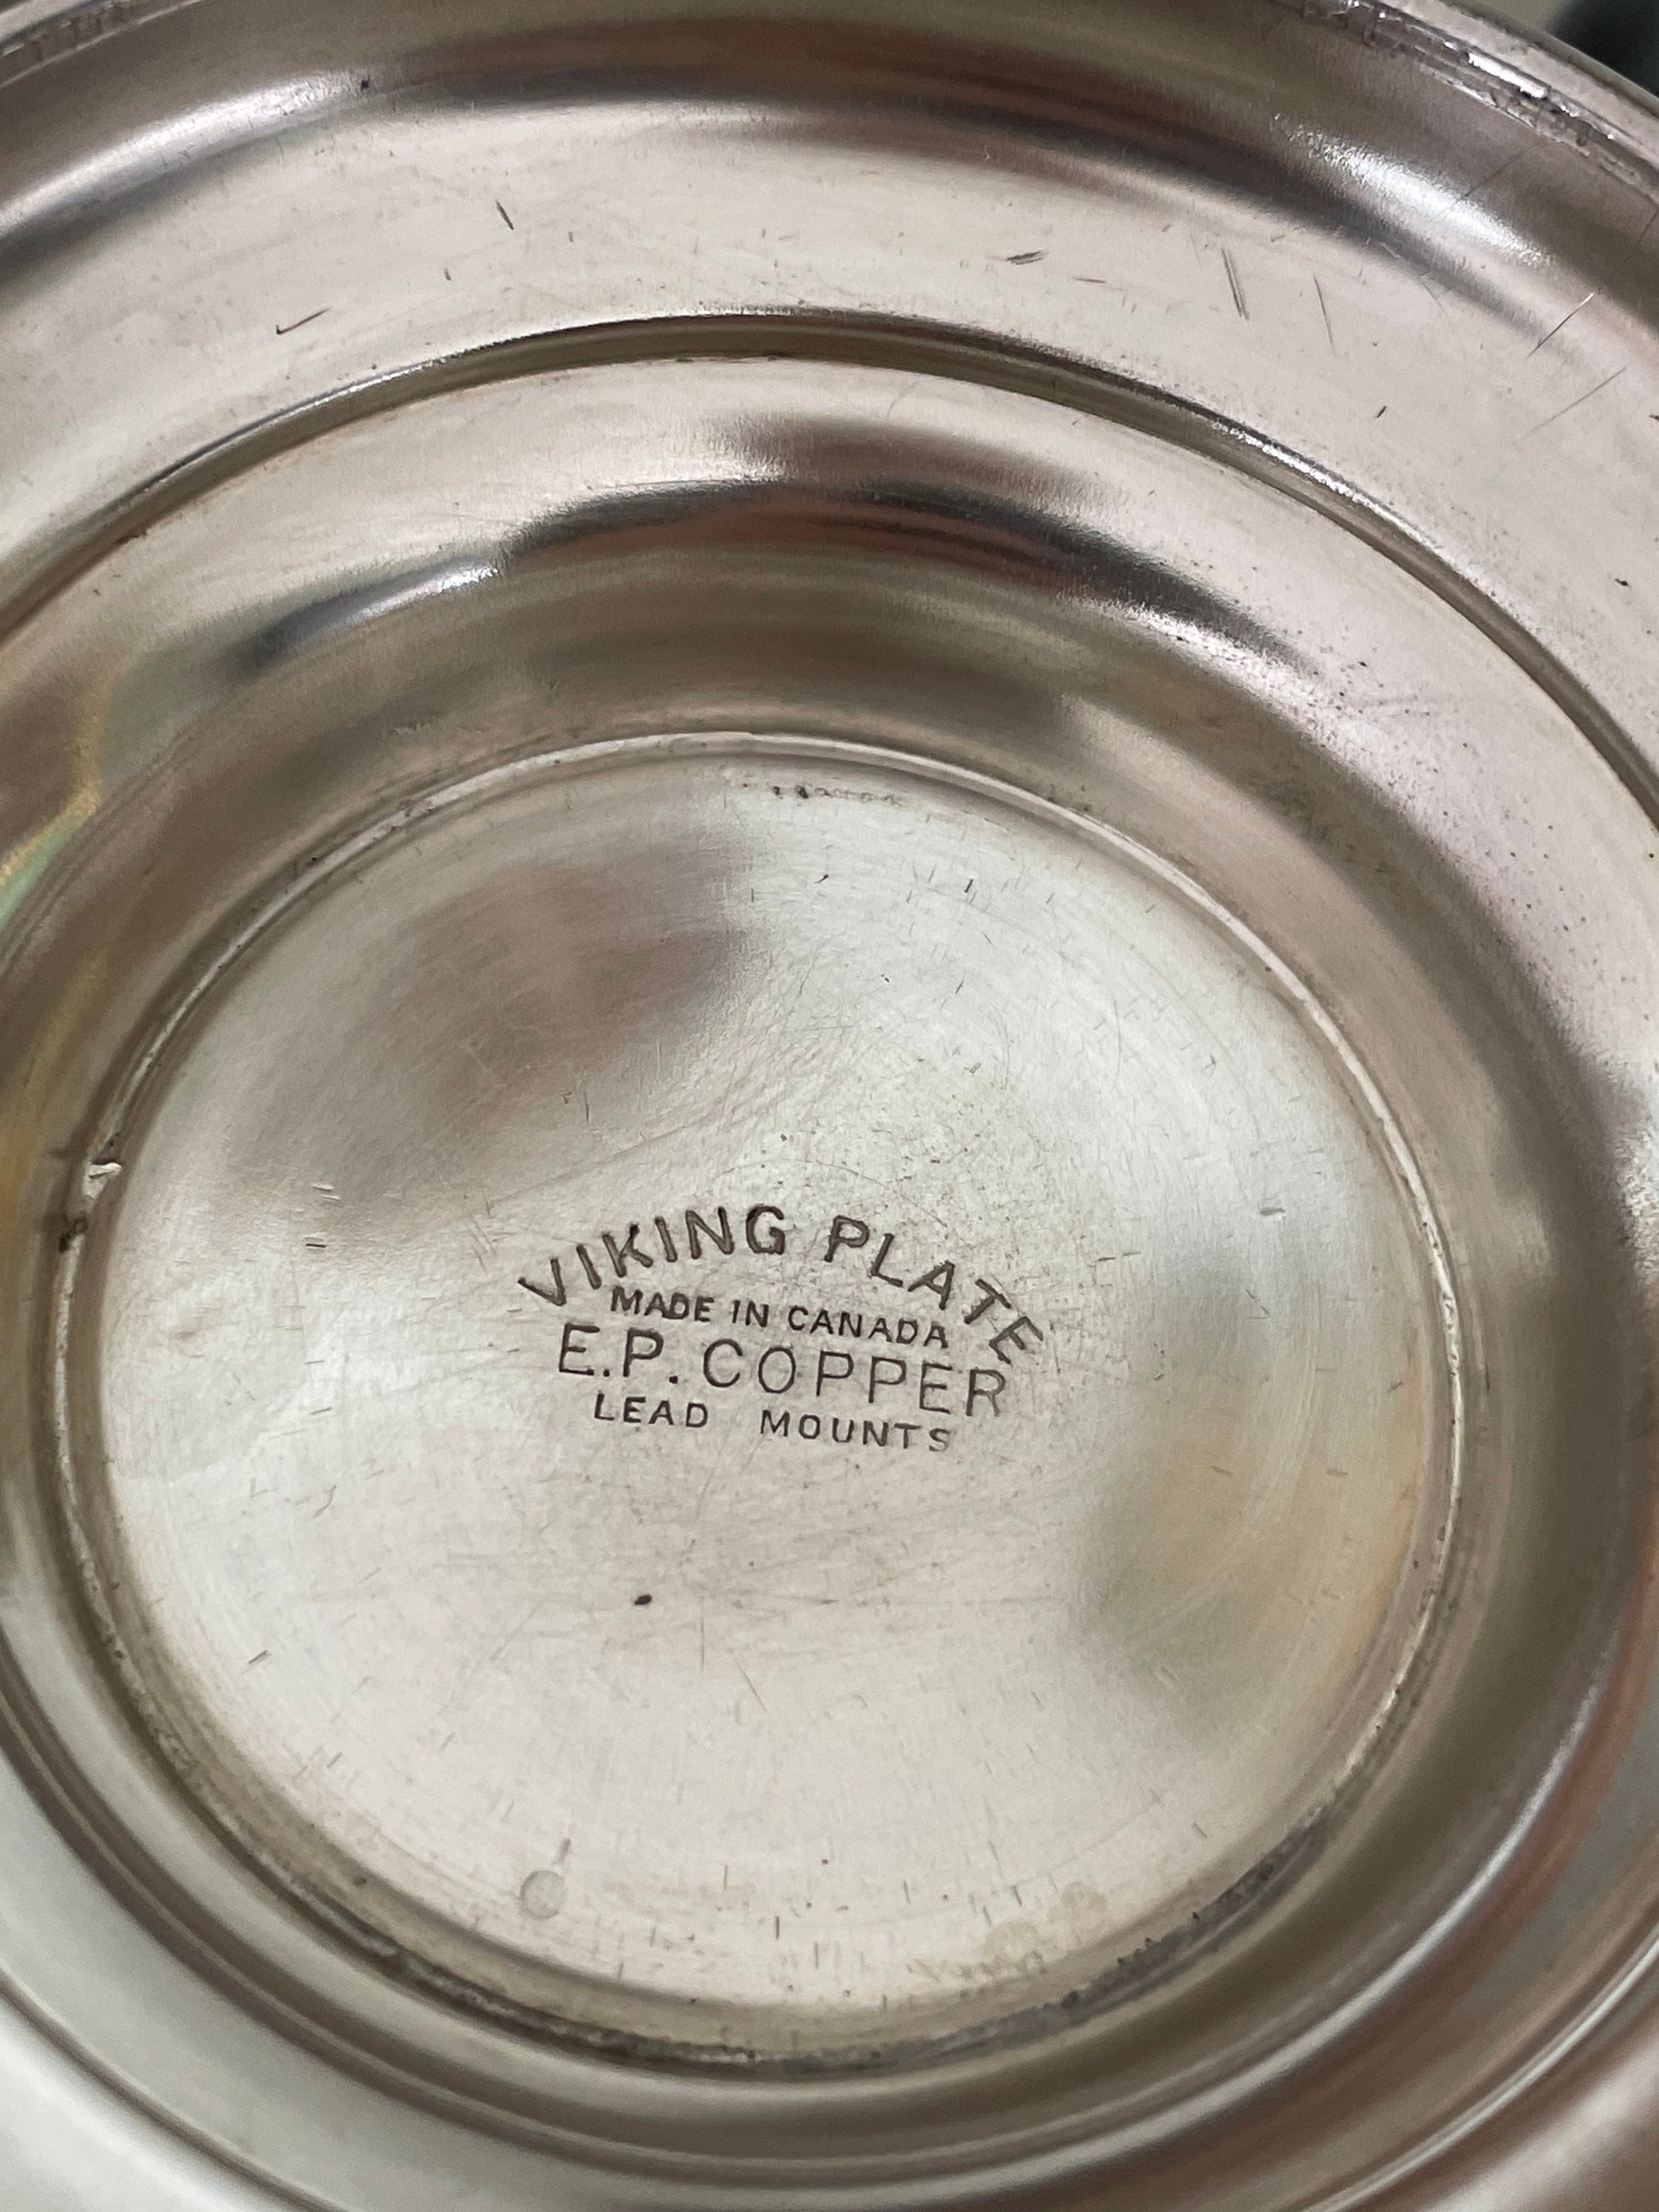 VIKING PLATE
MADE IN CANADA
E.P. COPPER
LEAD MOUNTS